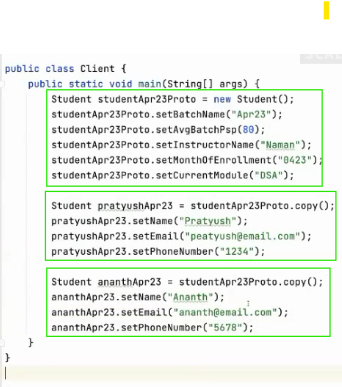 public class Client {
public static void main(String[] args) {
Student studentApr23Proto = new Student();
studentApr23Proto.setBatchName("Apr23");
studentApr23Proto.setAvgBatchPsp(80);
studentApr23Proto.setInstructorName("Naman");
studentApr23Proto.setMonthOfEnrollment("0423");
studentApr23Proto.setCurrentModule("DSA");
Student pratyushApr23 = studentApr23Proto.copy();
pratyushApr23.setName("Pratyush");
pratyushApr23.setEmail("peatyush@email.com");
pratyushApr23.setPhoneNumber("1234");
Student ananthApr23 = studentApr23Proto.copy();
ananthApr23.setName("Ananth");
ananthApr23.setEmail("ananth@email.com");
ananthApr23.setPhoneNumber("5678");
}
}